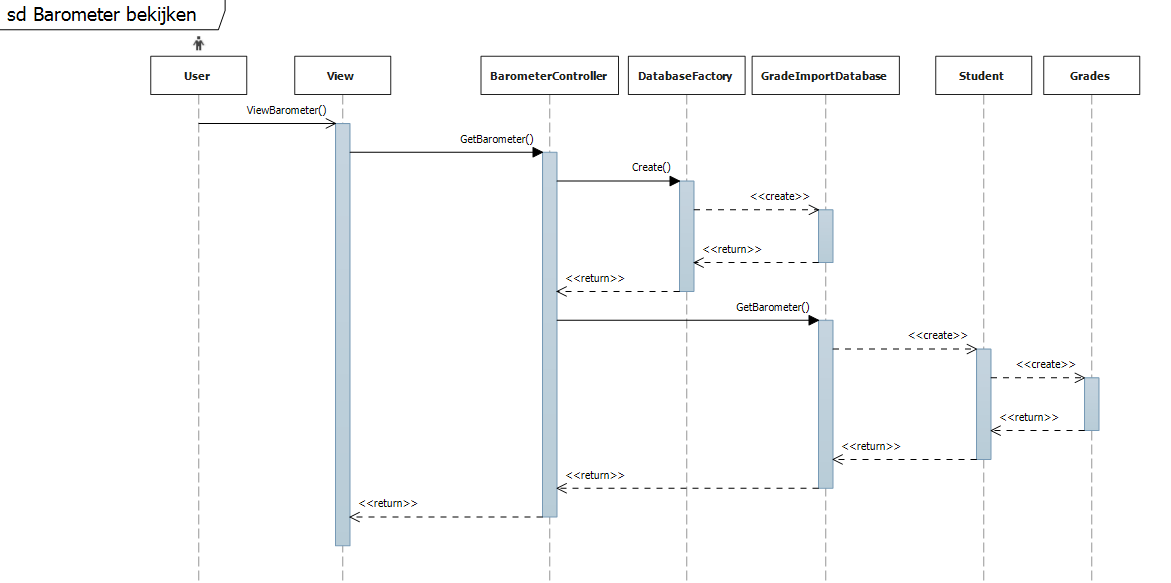 sd Barometer bekijken
User
View
BarometerController
DatabaseFactory
GradeImportDatabase
Student
Grades
ViewBarometer()
GetBarometer()
Create()
<<create>>
<<return>>
<<return>>
GetBarometer()
<<create>>
<<create>>
<<return>>
<<return>>
<<return>>
<<return>>